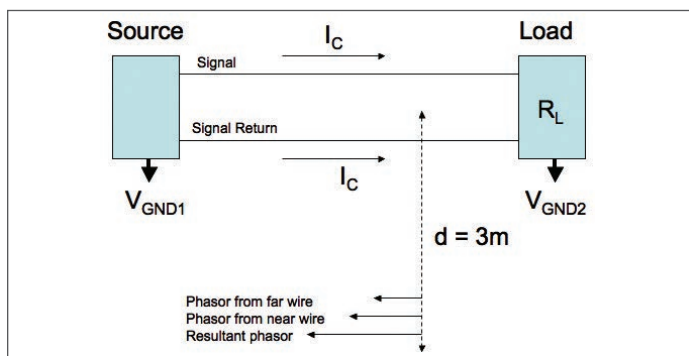 Source
Load
I_C
Signal
R_L
Signal Return
I_C
V_GND1
V_GND2
d = 3m
Phasor from far wire
Phasor from near wire
Resultant phasor